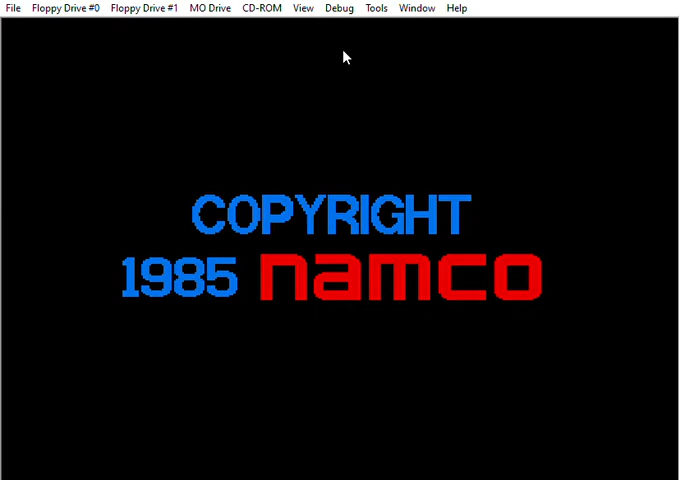 File Floppy Drive #0 Floppy Drive #1 MO Drive CD-ROM View Debug Tools Window Help
COPYRIGHT
1985 namco